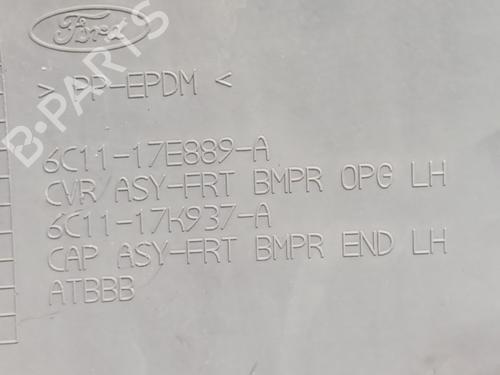 Ford
> PP-EPDM <
B-PARTS
6C11-17E889-A
CVR ASY-FRT BMPR OPG LH
6C11-17K937-A
CAP ASY-FRT BMPR END LH
ATBBB